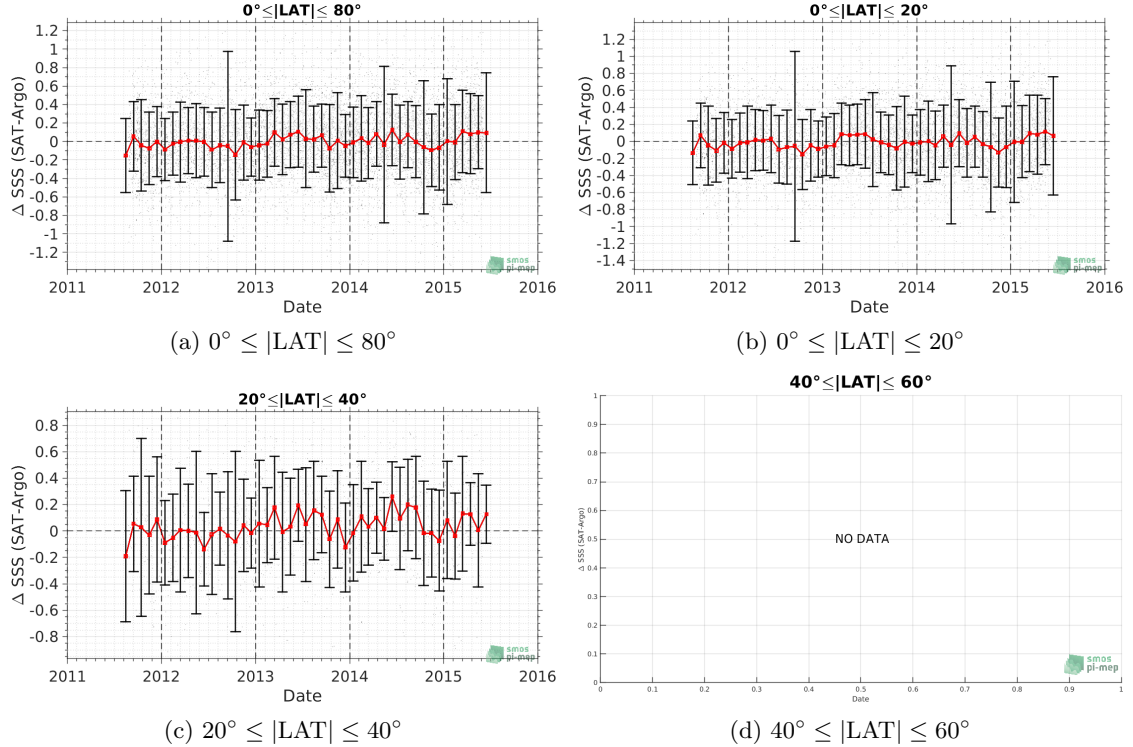 0°≤|LAT|≤ 80°
1.2
1
0.8
0.6
0.4
0.2
0
-0.2
-0.4
-0.6
-0.8
-1
-1.2
Δ SSS (SAT-Argo)
2011 2012 2013 2014 2015 2016
Date
smos
pi-mep
(a) 0° ≤ |LAT| ≤ 80°
0°≤|LAT|≤ 20°
1.2
1
0.8
0.6
0.4
0.2
0
-0.2
-0.4
-0.6
-0.8
-1
-1.2
-1.4
Δ SSS (SAT-Argo)
2011 2012 2013 2014 2015 2016
Date
smos
pi-mep
(b) 0° ≤ |LAT| ≤ 20°
20°≤|LAT|≤ 40°
0.8
0.6
0.4
0.2
0
-0.2
-0.4
-0.6
-0.8
Δ SSS (SAT-Argo)
2011 2012 2013 2014 2015 2016
Date
smos
pi-mep
(c) 20° ≤ |LAT| ≤ 40°
40°≤|LAT|≤ 60°
1
0.9
0.8
0.7
0.6
0.5
0.4
0.3
0.2
0.1
0
Δ SSS (SAT-Argo)
NO DATA
0 0.1 0.2 0.3 0.4 0.5 0.6 0.7 0.8 0.9 1
Date
smos
pi-mep
(d) 40° ≤ |LAT| ≤ 60°